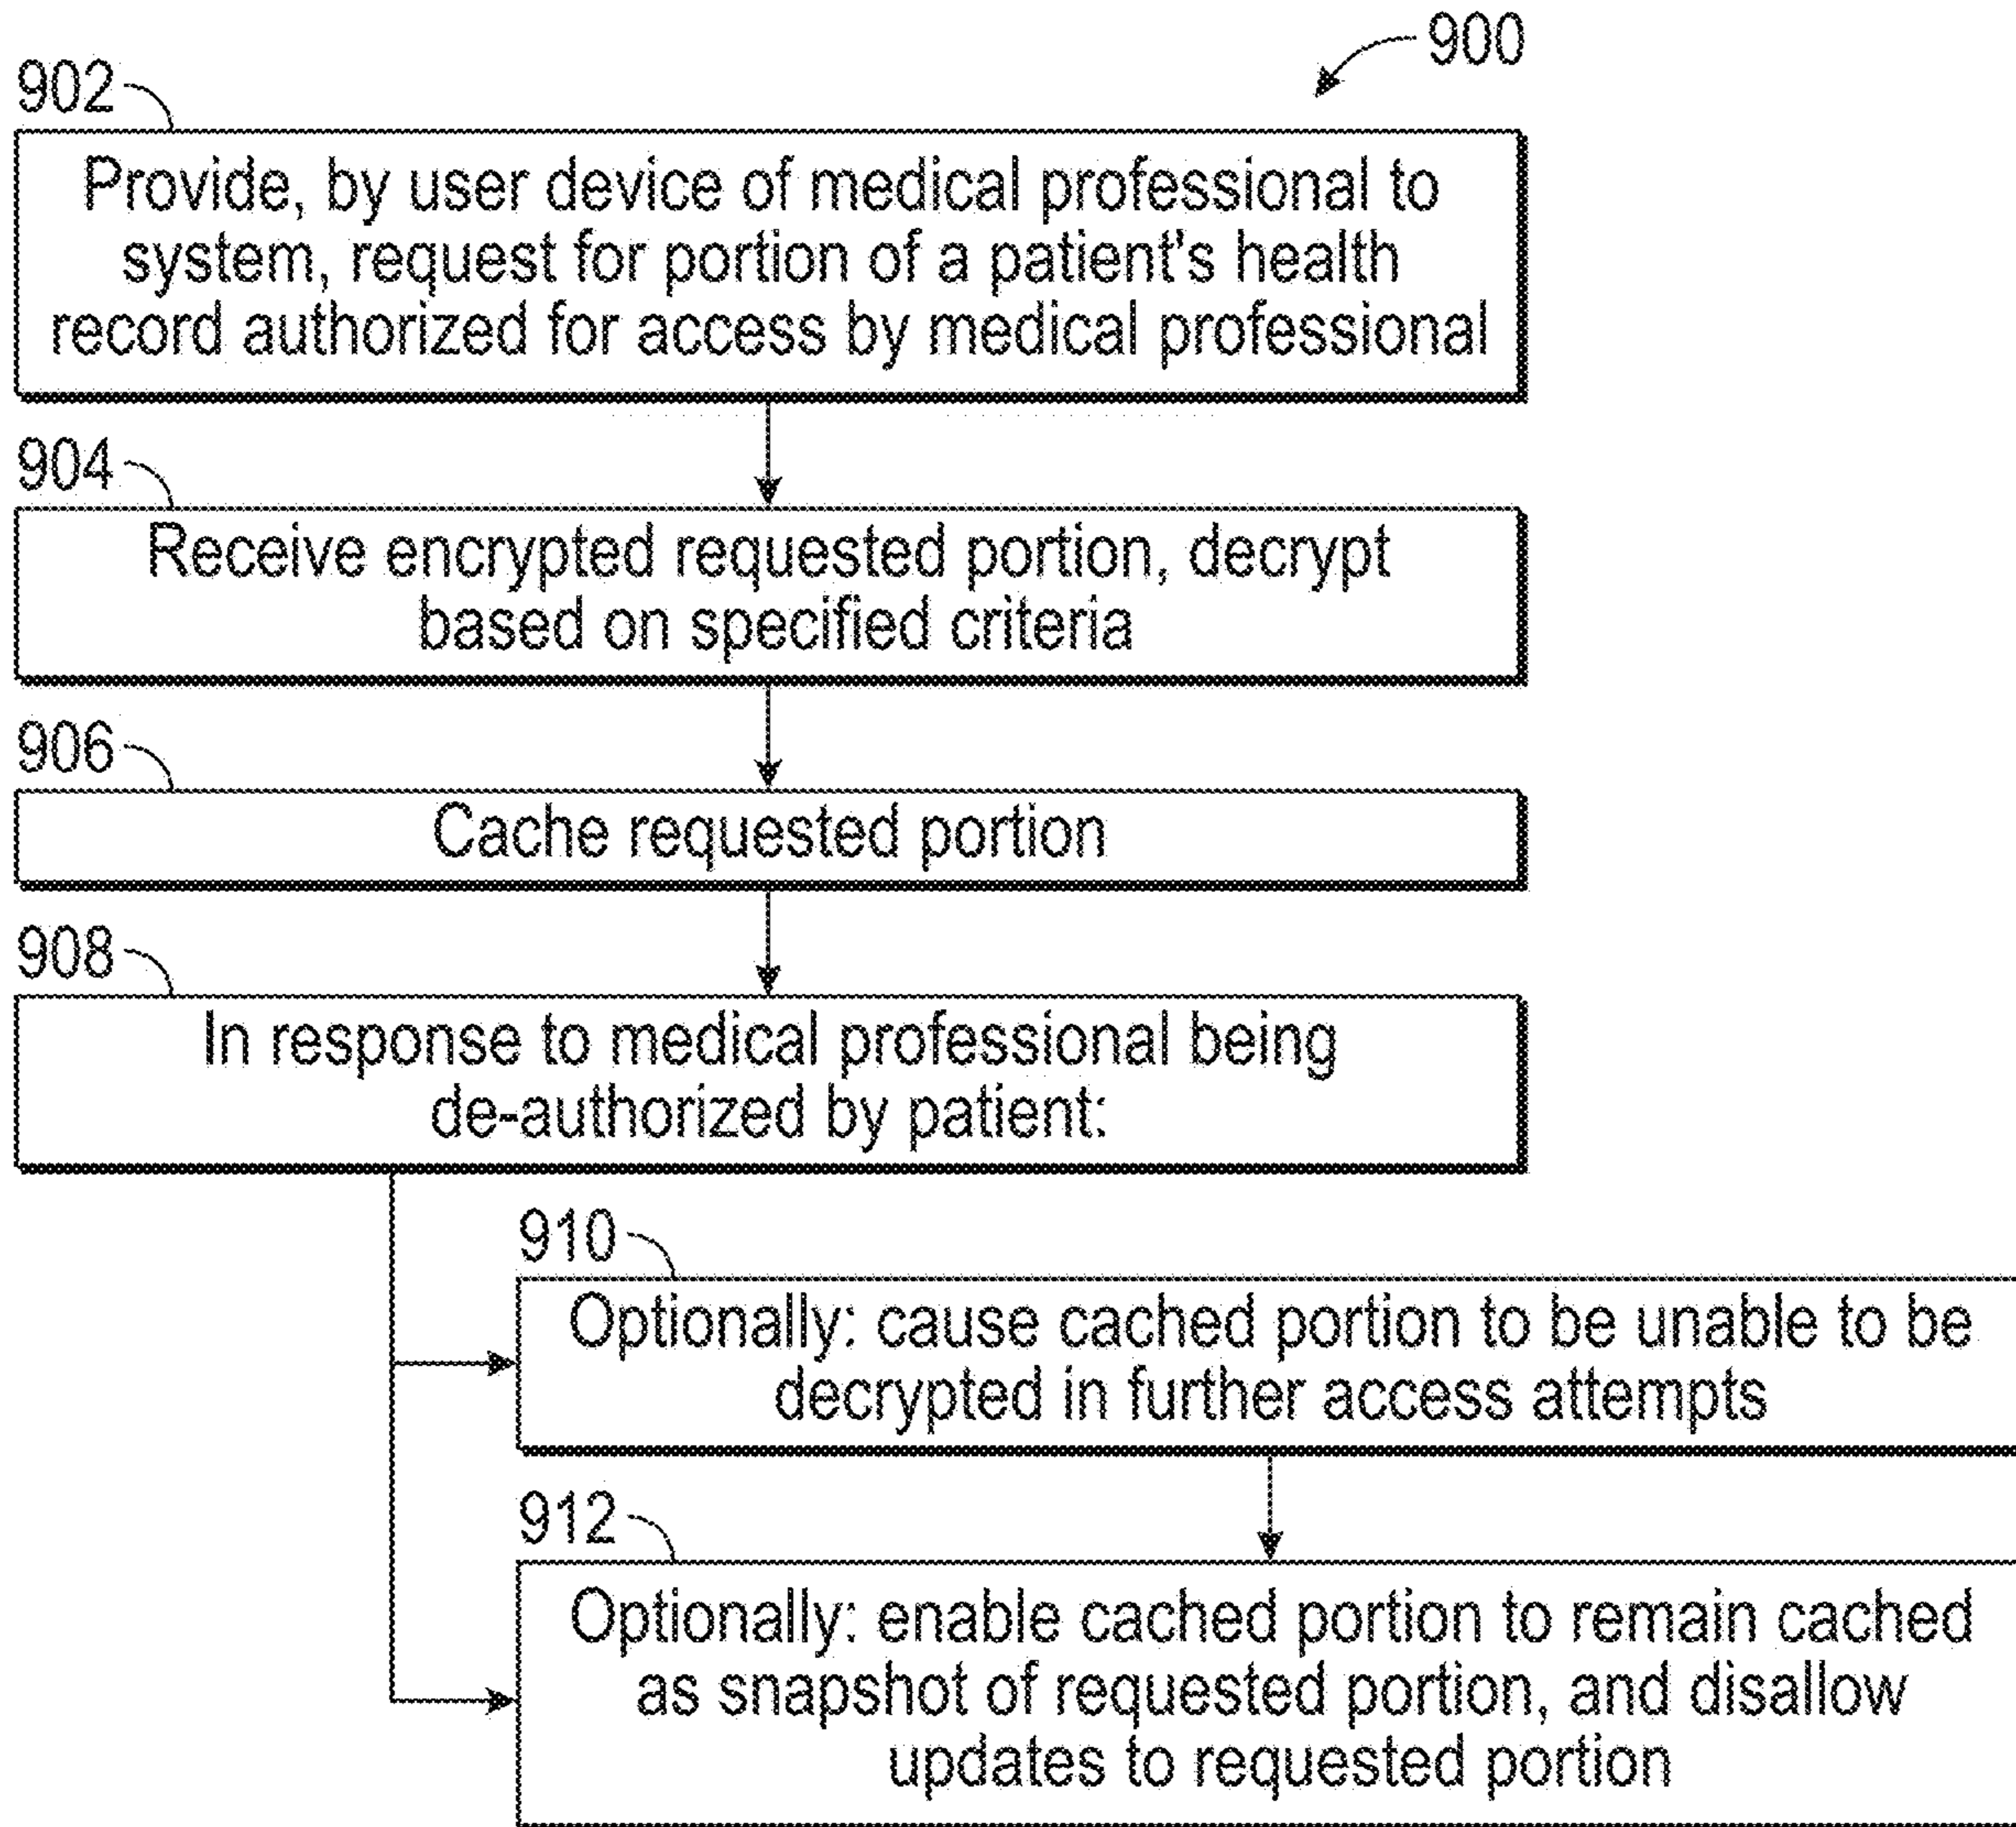 900
902
Provide, by user device of medical professional to
system, request for portion of a patient's health
record authorized for access by medical professional
904
Receive encrypted requested portion, decrypt
based on specified criteria
906
Cache requested portion
908
In response to medical professional being
de-authorized by patient:
910
Optionally: cause cached portion to be unable to be
decrypted in further access attempts
912
Optionally: enable cached portion to remain cached
as snapshot of requested portion, and disallow
updates to requested portion